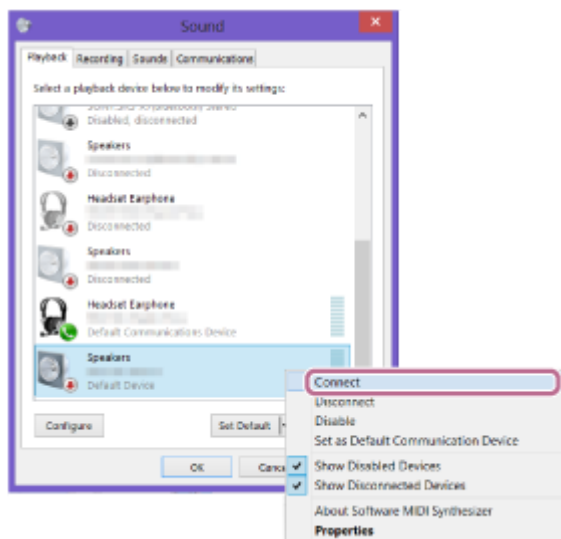 Sound
Playback Recording Sounds Communications
Select a playback device below to modify its settings:
Disabled, disconnected
Speakers
Disconnected
Headset Earphone
Disconnected
Speakers
Disconnected
Headset Earphone
Default Communications Device
Speakers
Default Device
Configure
Set Default
OK
Connect
Disconnect
Disable
Set as Default Communication Device
Show Disabled Devices
Show Disconnected Devices
About Software MIDI Synthesizer
Properties